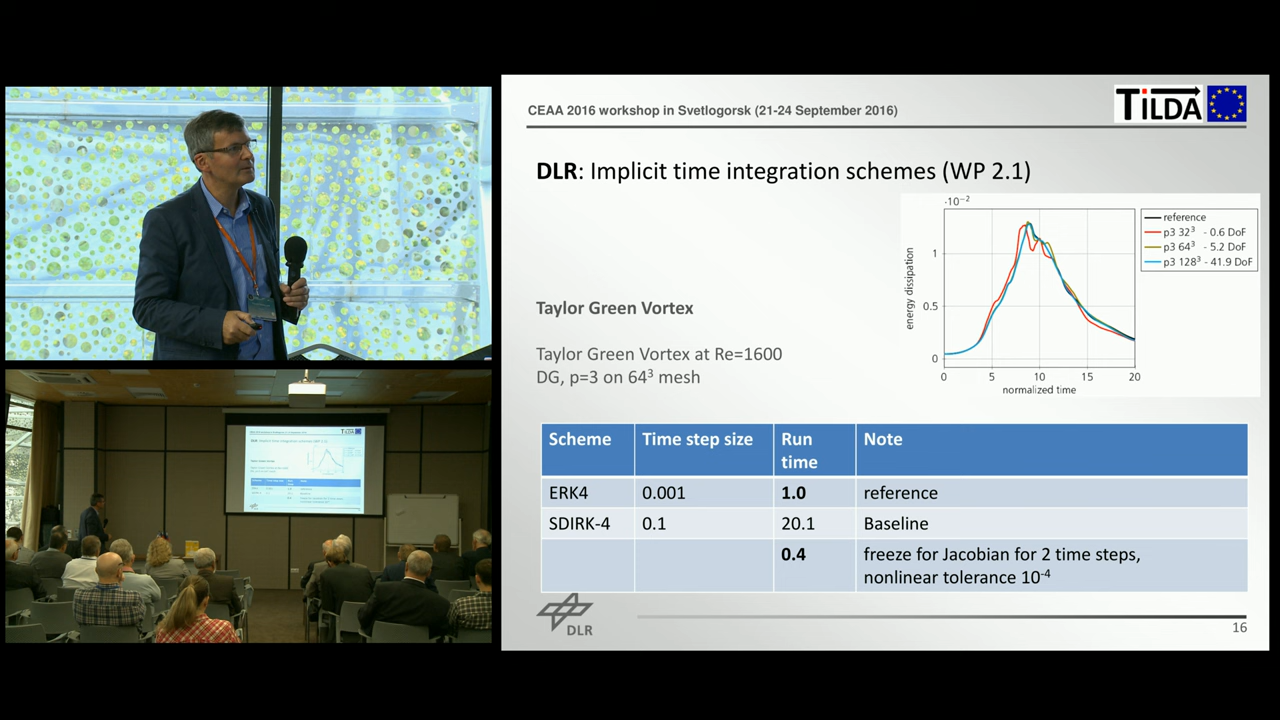 CEAA 2016 workshop in Svetlogorsk (21-24 September 2016)
TILDA
DLR: Implicit time integration schemes (WP 2.1)
·10⁻²
1
0.5
0
energy dissipation
0 5 10 15 20
normalized time
reference
p3 32³ - 0.6 DoF
p3 64³ - 5.2 DoF
p3 128³ - 41.9 DoF
Taylor Green Vortex
Taylor Green Vortex at Re=1600
DG, p=3 on 64³ mesh
Scheme Time step size Run time Note
ERK4 0.001 1.0 reference
SDIRK-4 0.1 20.1 Baseline
0.4 freeze for Jacobian for 2 time steps,
nonlinear tolerance 10⁻⁴
DLR
16